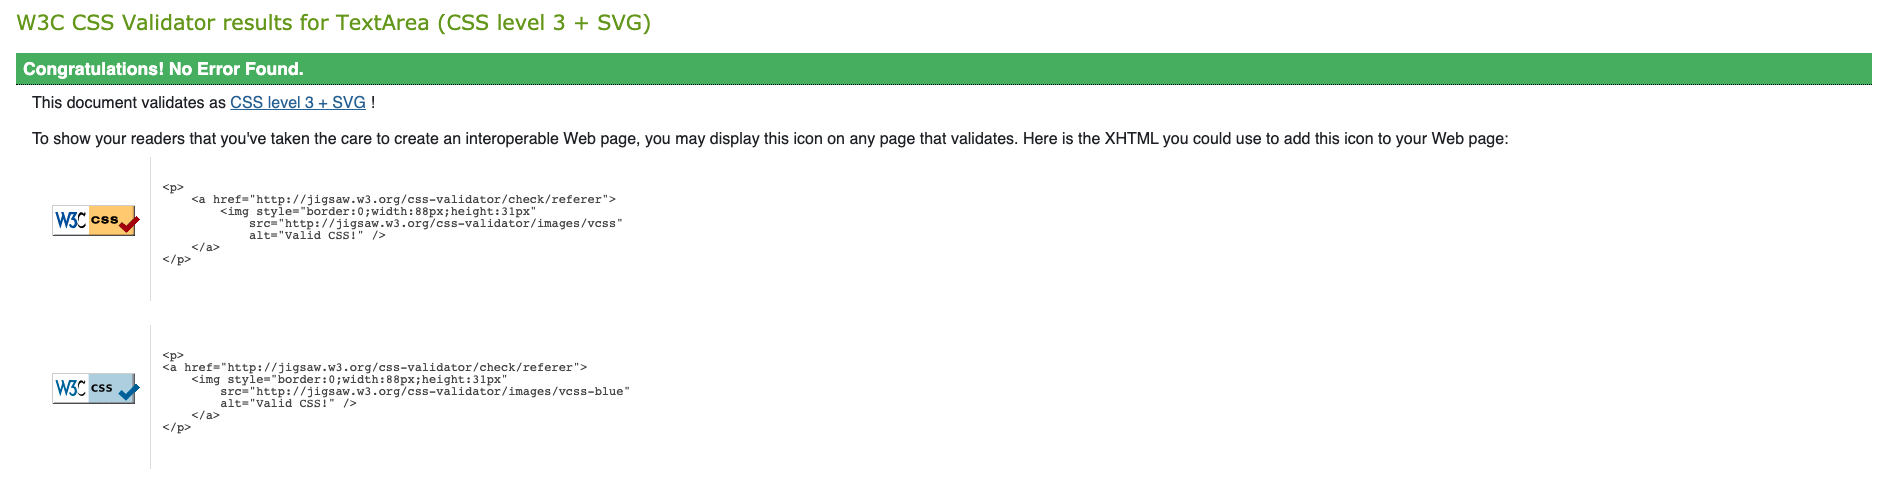 W3C CSS Validator results for TextArea (CSS level 3 + SVG)
Congratulations! No Error Found.
This document validates as CSS level 3 + SVG !
To show your readers that you've taken the care to create an interoperable Web page, you may display this icon on any page that validates. Here is the XHTML you could use to add this icon to your Web page:
<p>
    <a href="http://jigsaw.w3.org/css-validator/check/referer">
        <img style="border:0;width:88px;height:31px"
            src="http://jigsaw.w3.org/css-validator/images/vcss"
            alt="Valid CSS!" />
    </a>
</p>
W3C css
<p>
<a href="http://jigsaw.w3.org/css-validator/check/referer">
    <img style="border:0;width:88px;height:31px"
        src="http://jigsaw.w3.org/css-validator/images/vcss-blue"
        alt="Valid CSS!" />
    </a>
</p>
W3C css